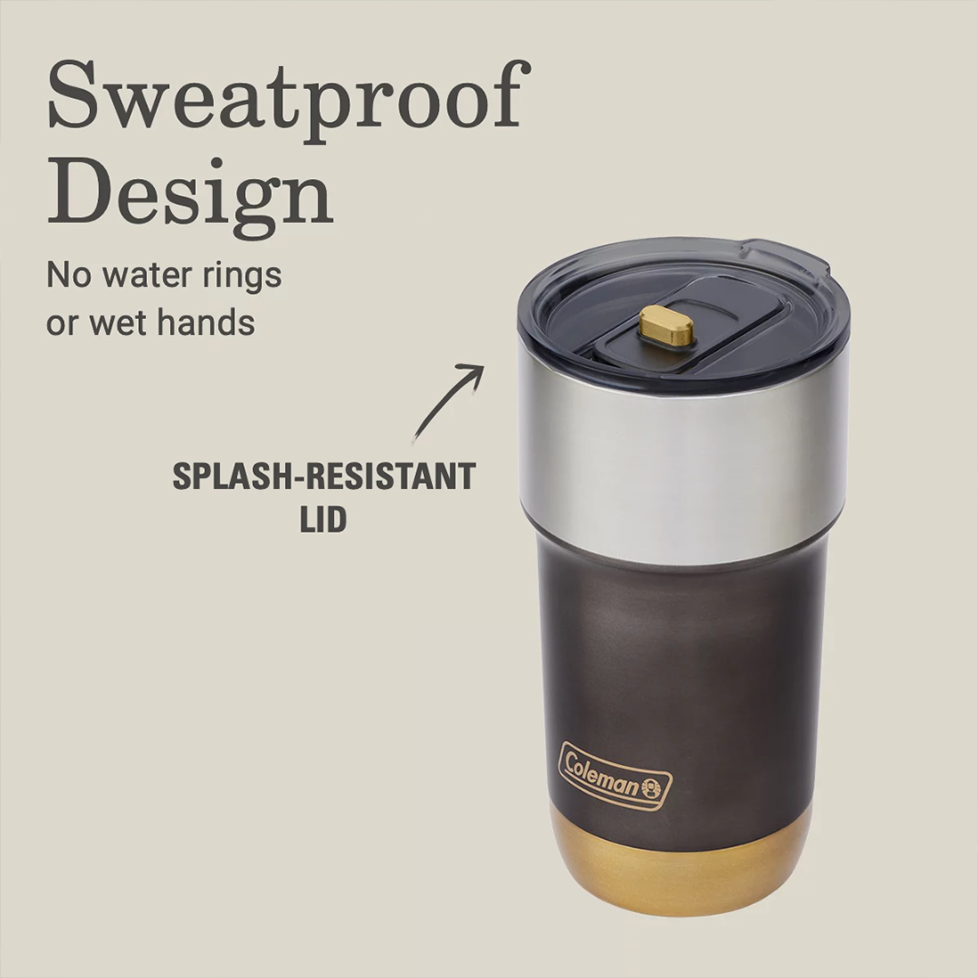 Sweatproof
Design
No water rings
or wet hands
SPLASH-RESISTANT
LID
Coleman